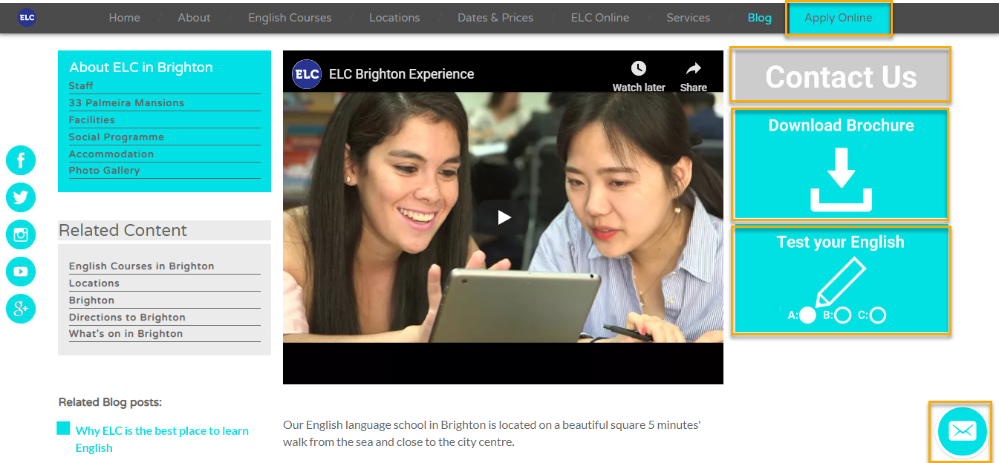 ELC Home / About / English Courses / Locations / Dates & Prices ELC Online / Services / Blog Apply Online
About ELC in Brighton
Staff
33 Palmeira Mansions
Facilities
Social Programme
Accommodation
Photo Gallery
Related Content
English Courses in Brighton
Locations
Brighton
Directions to Brighton
What's on in Brighton
Related Blog posts:
Why ELC is the best place to learn
English
ELC ELC Brighton Experience
Watch later Share
Our English language school in Brighton is located on a beautiful square 5 minutes'
walk from the sea and close to the city centre.
Contact Us
Download Brochure
Test your English
A: B: C: